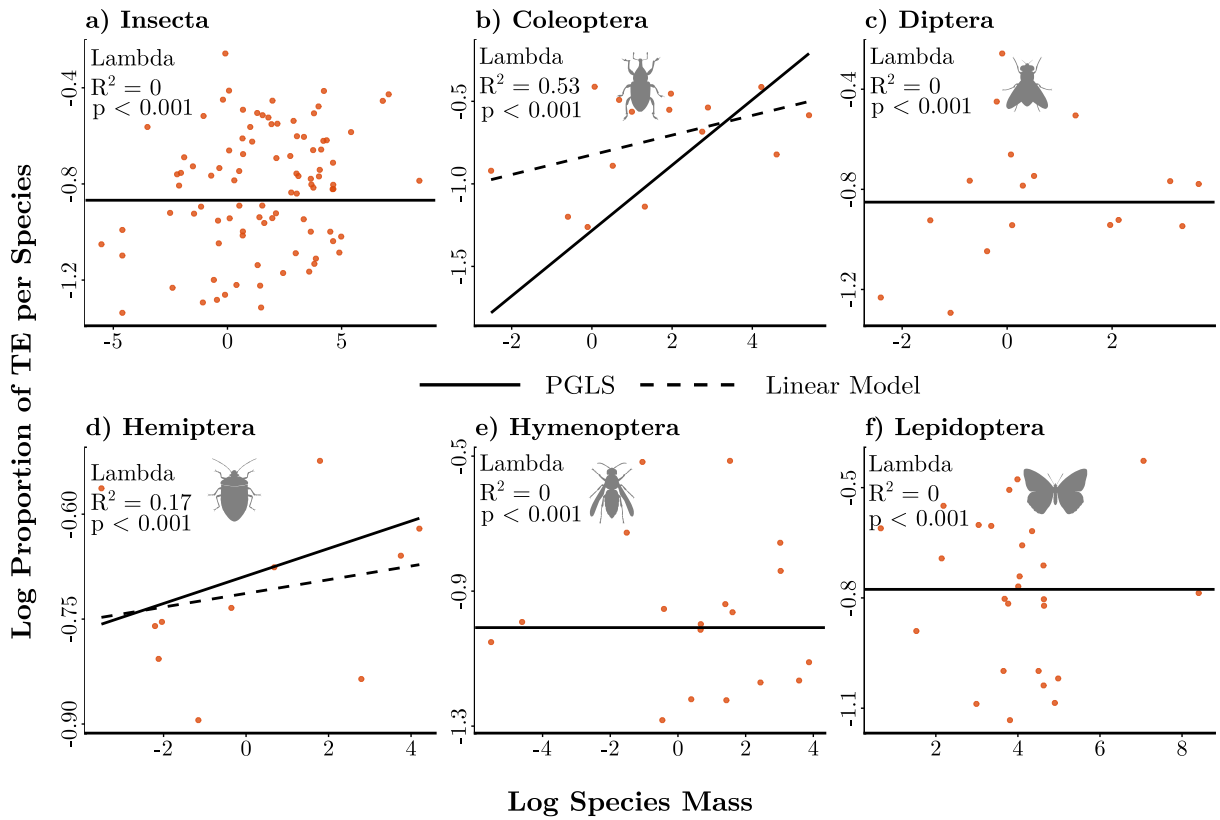 a) Insecta
Lambda
R² = 0
p < 0.001
-0.4
-0.8
-1.2
-5
0
5
b) Coleoptera
Lambda
R² = 0.53
p < 0.001
-0.5
-1.0
-1.5
-2
0
2
4
c) Diptera
Lambda
R² = 0
p < 0.001
-0.4
-0.8
-1.2
-2
0
2
Log Proportion of TE per Species
PGLS
Linear Model
d) Hemiptera
Lambda
R² = 0.17
p < 0.001
-0.60
-0.75
-0.90
-2
0
2
4
e) Hymenoptera
Lambda
R² = 0
p < 0.001
-0.5
-0.9
-1.3
-4
-2
0
2
4
f) Lepidoptera
Lambda
R² = 0
p < 0.001
-0.5
-0.8
-1.1
2
4
6
8
Log Species Mass